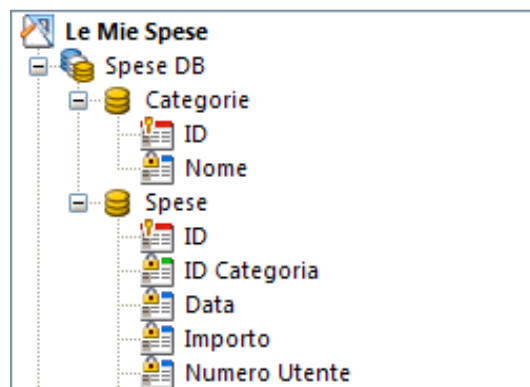 Le Mie Spese
Spese DB
Categorie
ID
Nome
Spese
ID
ID Categoria
Data
Importo
Numero Utente